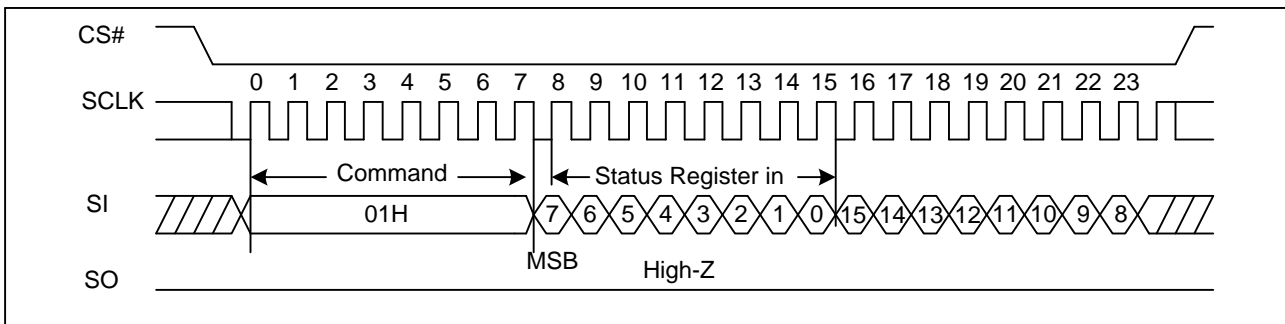 CS#
0 1 2 3 4 5 6 7 8 9 10 11 12 13 14 15 16 17 18 19 20 21 22 23
SCLK
Command Status Register in
SI 01H 7 6 5 4 3 2 1 0 15 14 13 12 11 10 9 8
MSB High-Z
SO